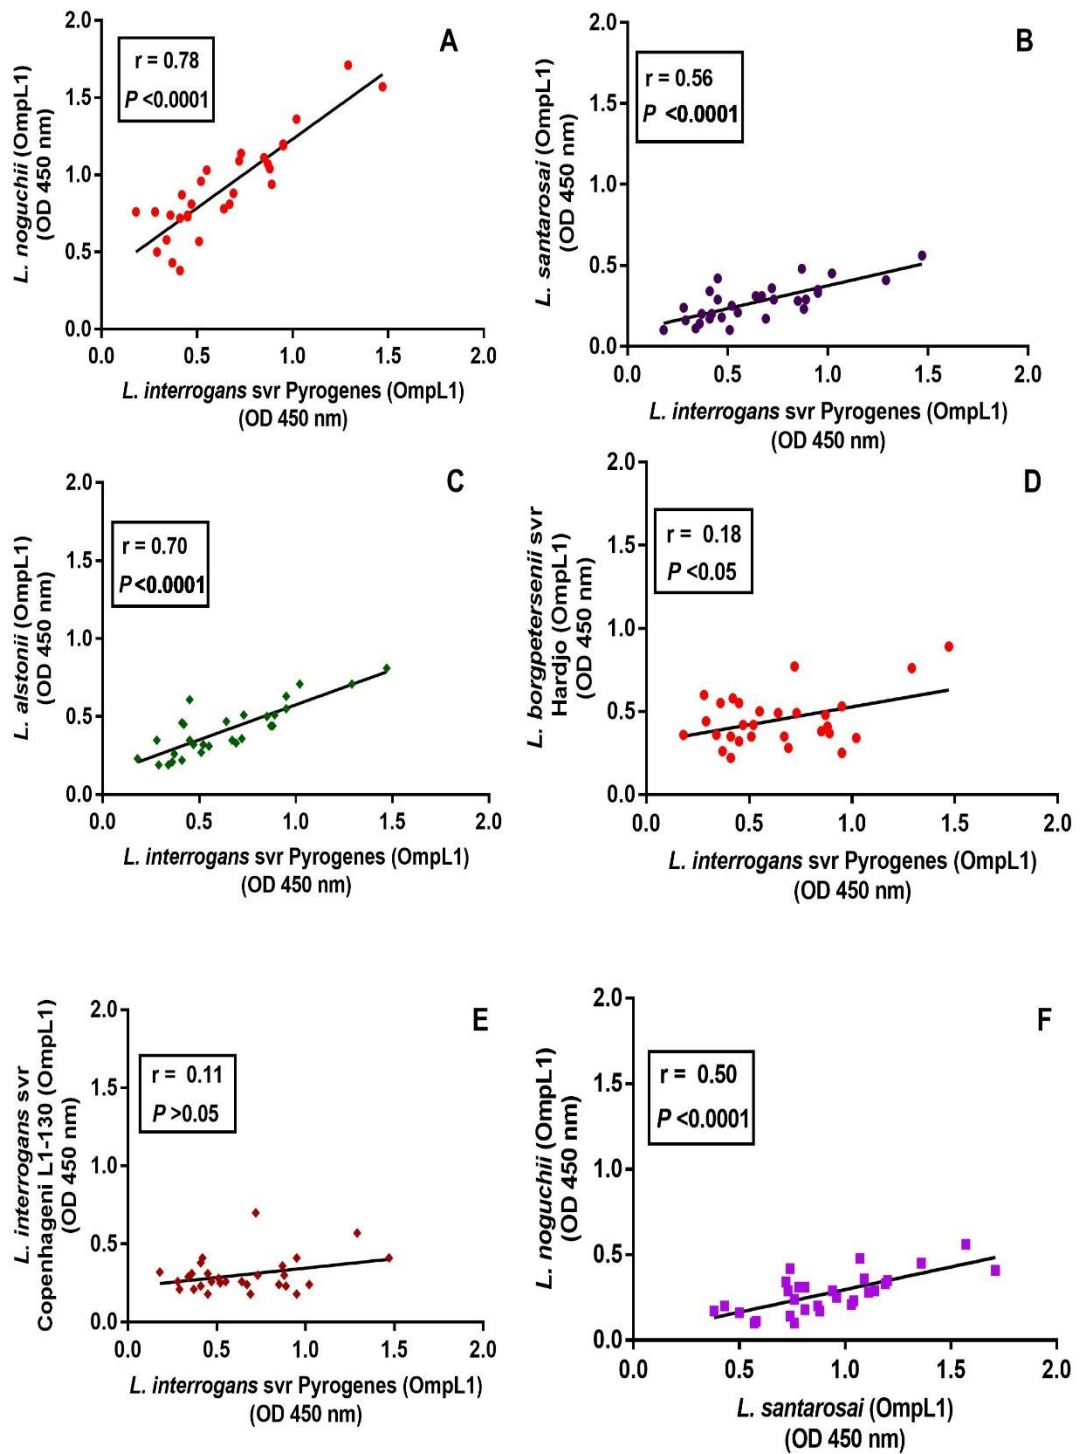 A
r = 0.78
P <0.0001
L. noguchii (OmpL1)
(OD 450 nm)
2.0
1.5
1.0
0.5
0.0
0.0 0.5 1.0 1.5 2.0
L. interrogans svr Pyrogenes (OmpL1)
(OD 450 nm)
B
r = 0.56
P <0.0001
L. santarosai (OmpL1)
(OD 450 nm)
2.0
1.5
1.0
0.5
0.0
0.0 0.5 1.0 1.5 2.0
L. interrogans svr Pyrogenes (OmpL1)
(OD 450 nm)
C
r = 0.70
P <0.0001
L. alstonii (OmpL1)
(OD 450 nm)
2.0
1.5
1.0
0.5
0.0
0.0 0.5 1.0 1.5 2.0
L. interrogans svr Pyrogenes (OmpL1)
(OD 450 nm)
D
r = 0.18
P <0.05
L. borgpetersenii svr
Hardjo (OmpL1)
(OD 450 nm)
2.0
1.5
1.0
0.5
0.0
0.0 0.5 1.0 1.5 2.0
L. interrogans svr Pyrogenes (OmpL1)
(OD 450 nm)
E
r = 0.11
P >0.05
L. interrogans svr
Copenhageni L1-130 (OmpL1)
(OD 450 nm)
2.0
1.5
1.0
0.5
0.0
0.0 0.5 1.0 1.5 2.0
L. interrogans svr Pyrogenes (OmpL1)
(OD 450 nm)
F
r = 0.50
P <0.0001
L. noguchii (OmpL1)
(OD 450 nm)
2.0
1.5
1.0
0.5
0.0
0.0 0.5 1.0 1.5 2.0
L. santarosai (OmpL1)
(OD 450 nm)